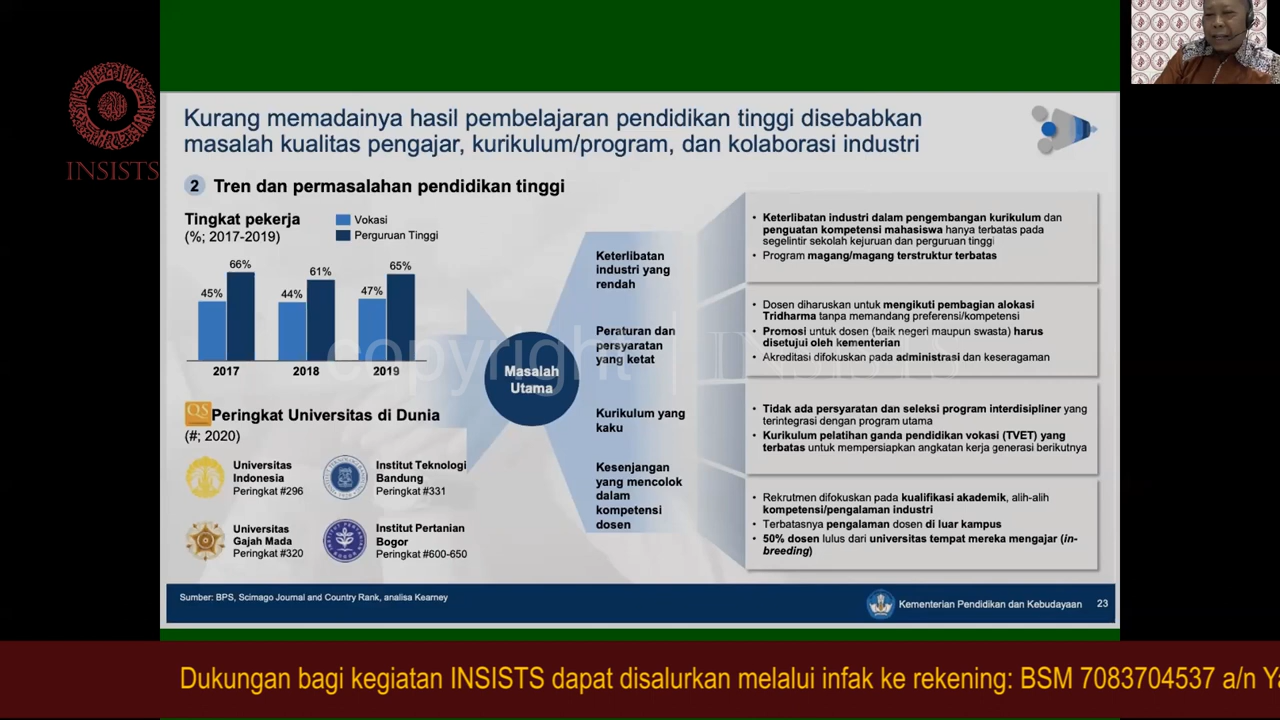 INSISTS
Kurang memadainya hasil pembelajaran pendidikan tinggi disebabkan
masalah kualitas pengajar, kurikulum/program, dan kolaborasi industri
2 Tren dan permasalahan pendidikan tinggi
Tingkat pekerja
(%; 2017-2019)
Vokasi
Perguruan Tinggi
45% 66% 44% 61% 47% 65%
2017 2018 2019
QS Peringkat Universitas di Dunia
(#; 2020)
Universitas
Indonesia
Peringkat #296
Institut Teknologi
Bandung
Peringkat #331
Universitas
Gajah Mada
Peringkat #320
Institut Pertanian
Bogor
Peringkat #600-650
Masalah
Utama
Keterlibatan
industri yang
rendah
Peraturan dan
persyaratan
yang ketat
Kurikulum yang
kaku
Kesenjangan
yang mencolok
dalam
kompetensi
dosen
• Keterlibatan industri dalam pengembangan kurikulum dan
penguatan kompetensi mahasiswa hanya terbatas pada
segelintir sekolah kejuruan dan perguruan tinggi
• Program magang/magang terstruktur terbatas
• Dosen diharuskan untuk mengikuti pembagian alokasi
Tridharma tanpa memandang preferensi/kompetensi
• Promosi untuk dosen (baik negeri maupun swasta) harus
disetujui oleh kementerian
• Akreditasi difokuskan pada administrasi dan keseragaman
• Tidak ada persyaratan dan seleksi program interdisipliner yang
terintegrasi dengan program utama
• Kurikulum pelatihan ganda pendidikan vokasi (TVET) yang
terbatas untuk mempersiapkan angkatan kerja generasi berikutnya
• Rekrutmen difokuskan pada kualifikasi akademik, alih-alih
kompetensi/pengalaman industri
• Terbatasnya pengalaman dosen di luar kampus
• 50% dosen lulus dari universitas tempat mereka mengajar (in-
breeding)
copyright | INSISTS
Sumber: BPS, Scimago Journal and Country Rank, analisa Kearney
Kementerian Pendidikan dan Kebudayaan 23
Dukungan bagi kegiatan INSISTS dapat disalurkan melalui infak ke rekening: BSM 7083704537 a/n